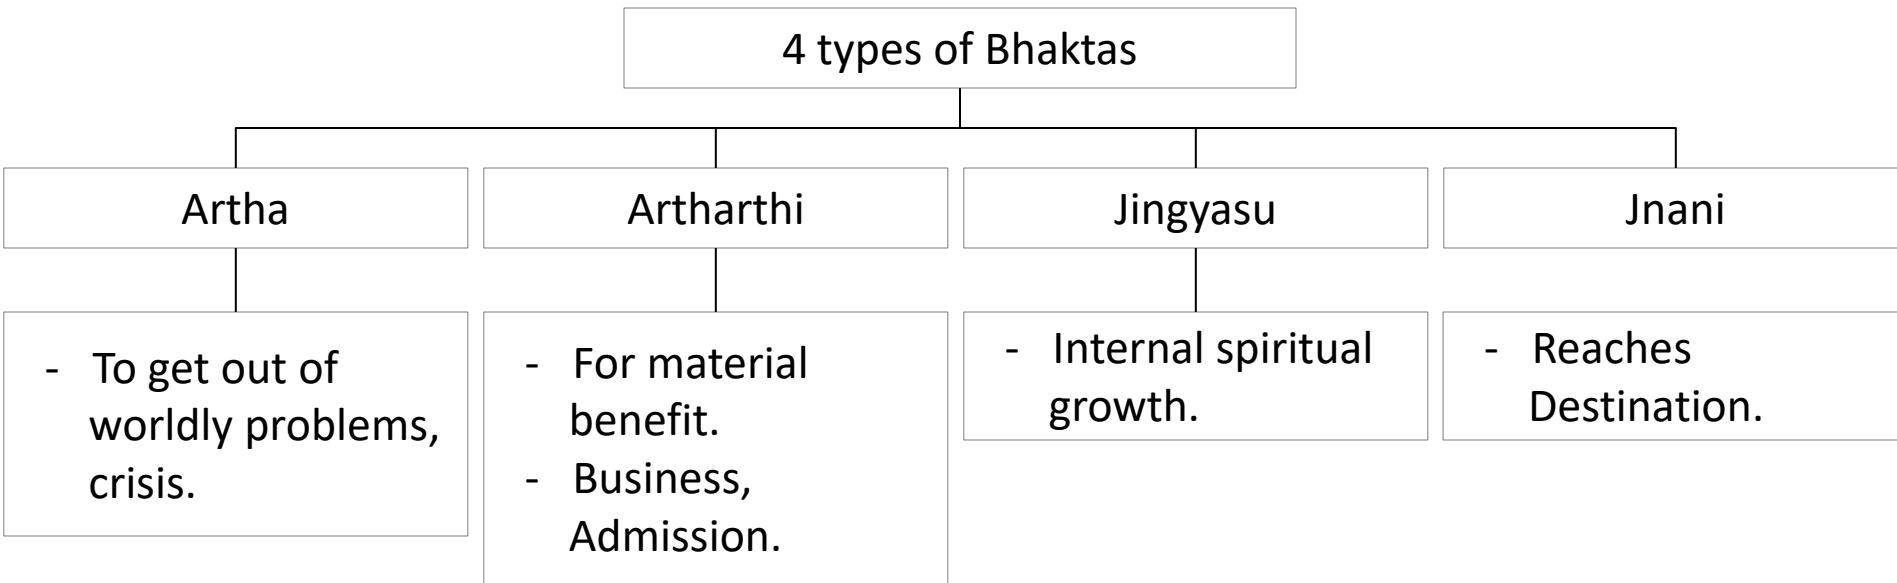 4 types of Bhaktas
Artha
Artharthi
Jingyasu
Jnani
- To get out of
worldly problems,
crisis.
- For material
benefit.
- Business,
Admission.
- Internal spiritual
growth.
- Reaches
Destination.